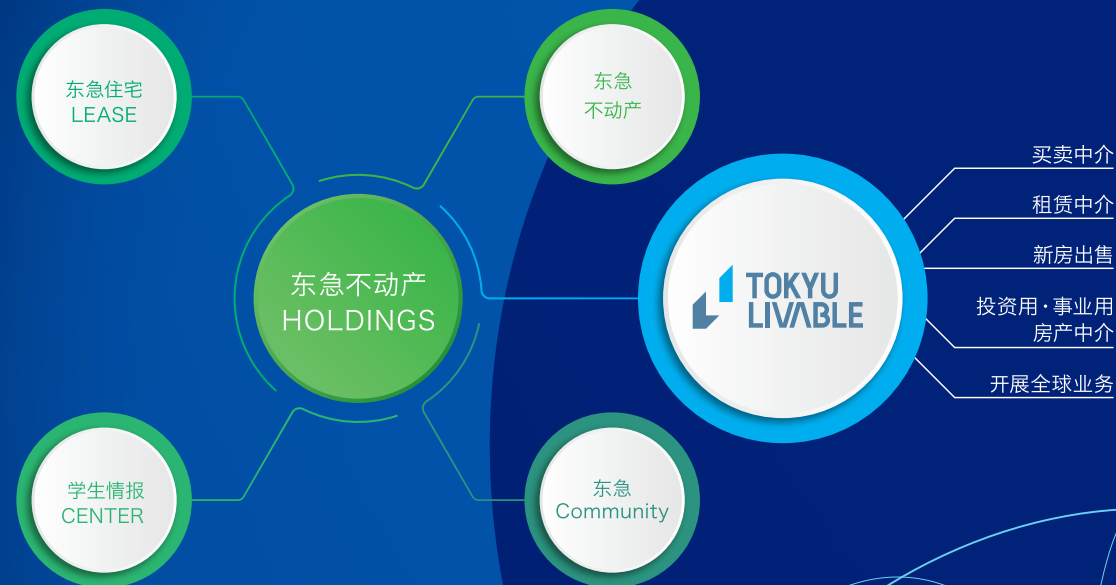 东急住宅
LEASE
东急
不动产
东急不动产
HOLDINGS
TOKYU
LIVABLE
买卖中介
租赁中介
新房出售
投资用·事业用
房产中介
开展全球业务
学生情报
CENTER
东急
Community